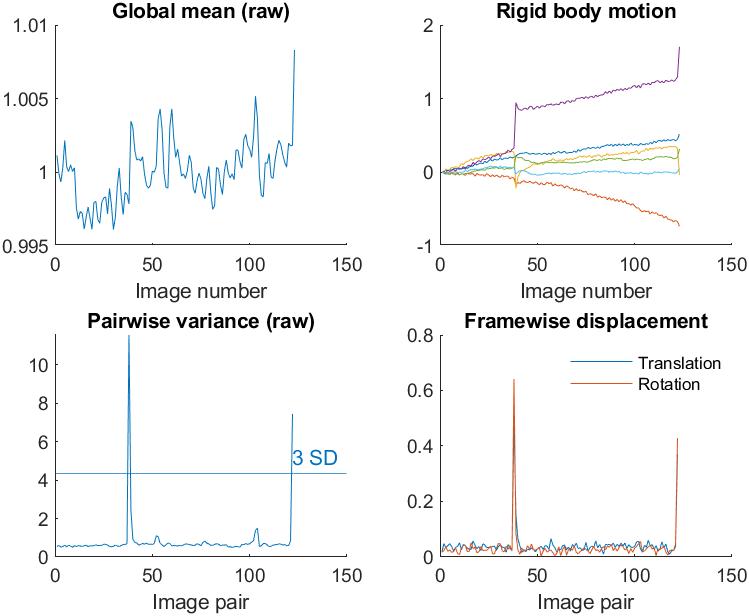 Global mean (raw)
1.01
1.005
1
0.995
0 50 100 150
Image number
Rigid body motion
2
1
0
-1
0 50 100 150
Image number
Pairwise variance (raw)
10
8
6
4
2
0
3 SD
0 50 100 150
Image pair
Framewise displacement
0.8
0.6
0.4
0.2
0
Translation
Rotation
0 50 100 150
Image pair